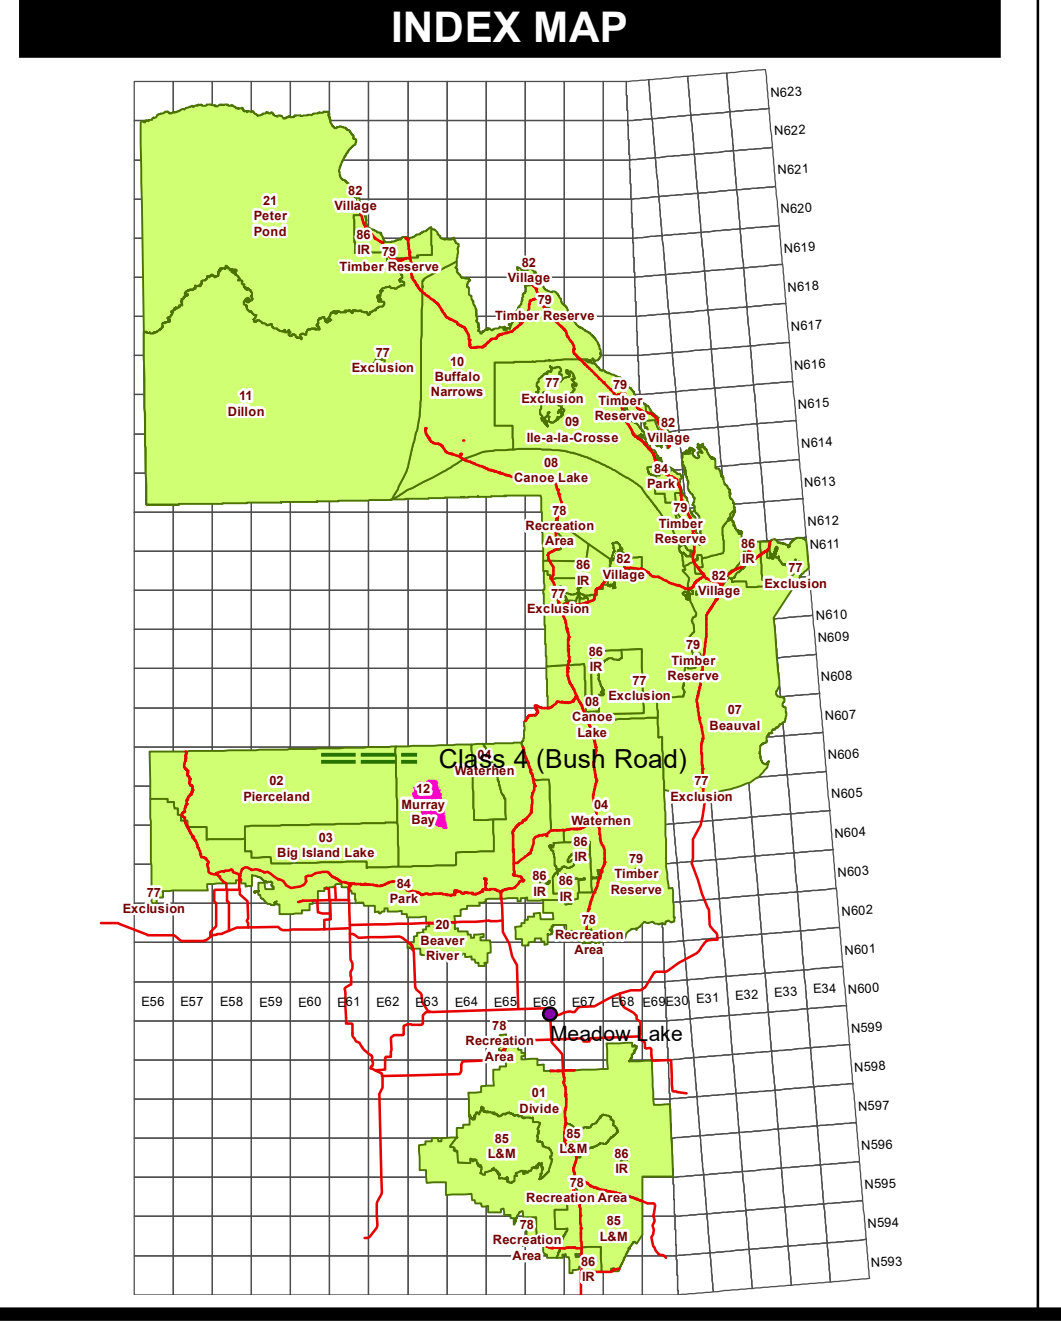 INDEX MAP
N623
N622
N621
N620
N619
N618
N617
N616
N615
N614
N613
N612
N611
N610
N609
N608
N607
N606
N605
N604
N603
N602
N601
N600
N599
N598
N597
N596
N595
N594
N593
21
Peter
Pond
82
Village
86
IR
79
Timber Reserve
82
Village
79
Timber Reserve
77
Exclusion
10
Buffalo
Narrows
11
Dillon
77
Exclusion
79
Timber
Reserve
09
Ile-a-la-Crosse
82
Village
08
Canoe Lake
84
Park
78
Recreation
Area
79
Timber
Reserve
86
IR
82
Village
86
IR
77
Exclusion
82
Village
77
Exclusion
86
IR
79
Timber
Reserve
77
Exclusion
08
Canoe
Lake
07
Beauval
Class 4 (Bush Road)
04
Waterhen
02
Pierceland
12
Murray
Bay
77
Exclusion
04
Waterhen
03
Big Island Lake
86
IR
79
Timber
Reserve
86
IR
86
IR
84
Park
77
Exclusion
20
Beaver
River
78
Recreation
Area
E56
E57
E58
E59
E60
E61
E62
E63
E64
E65
E66
E67
E68
E69
E30
E31
E32
E33
E34
Meadow Lake
78
Recreation
Area
01
Divide
85
L&M
85
L&M
86
IR
78
Recreation Area
78
Recreation
Area
85
L&M
86
IR